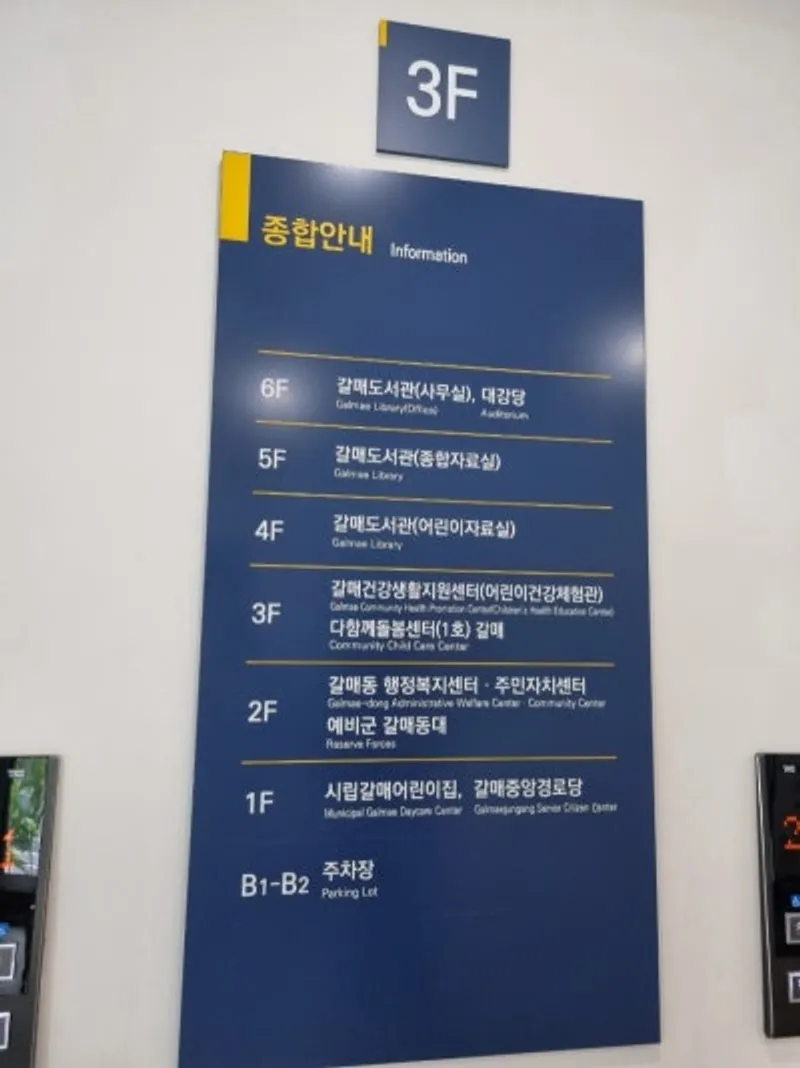 3F
종합안내 Information
6F 갈매도서관(사무실), 대강당
Galmae Library(Office) Auditorium
5F 갈매도서관(종합자료실)
Galmae Library
4F 갈매도서관(어린이자료실)
Galmae Library
3F 갈매건강생활지원센터(어린이건강체험관)
Galmae Community Health Promotion Center(Children's Health Education Center)
다함께돌봄센터(1호) 갈매
Community Child Care Center
2F 갈매동 행정복지센터 · 주민자치센터
Galmae-dong Administrative Welfare Center · Community Center
예비군 갈매동대
Reserve Forces
1F 시립갈매어린이집, 갈매중앙경로당
Municipal Galmae Daycare Center Galmaejungang Senior Citizen Center
B1-B2 주차장
Parking Lot